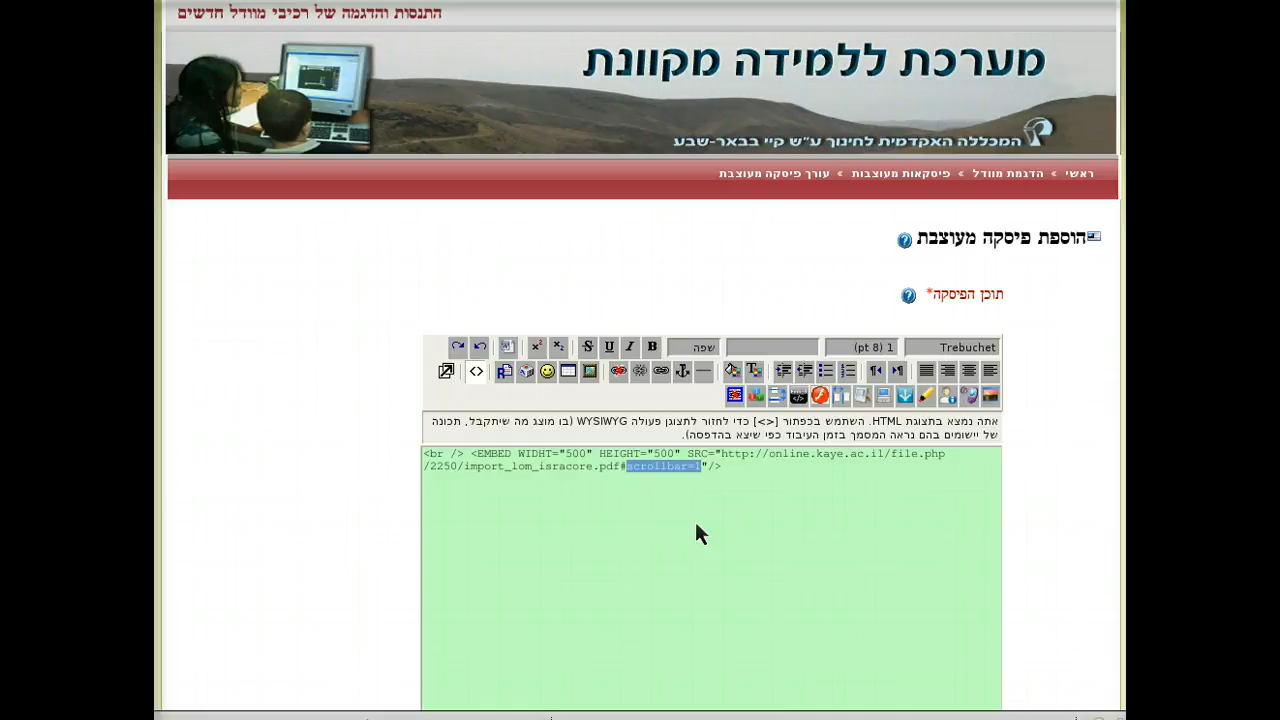 התנסות והדגמה של רכיבי מוודל חדשים
מערכת ללמידה מקוונת
המכללה האקדמית לחינוך ע"ש קיי בבאר-שבע
ראשי » הדגמת מוודל » פיסקאות מעוצבות » עורך פיסקה מעוצבת
הוספת פיסקה מעוצבת
תוכן הפיסקה*
Trebuchet 1 (8 pt) שפה B I U S x₂ x²
אתה נמצא בתצוגת HTML. השתמש בכפתור [<>] כדי לחזור לתצוגן פעולה WYSIWYG (בו מוצג מה שיתקבל, תכונה
של יישומים בהם נראה המסמך בזמן העיבוד כפי שיצא בהדפסה).
<br /> <EMBED WIDHT="500" HEIGHT="500" SRC="http://online.kaye.ac.il/file.php
/2250/import_lom_isracore.pdf#scrollbar=1"/>